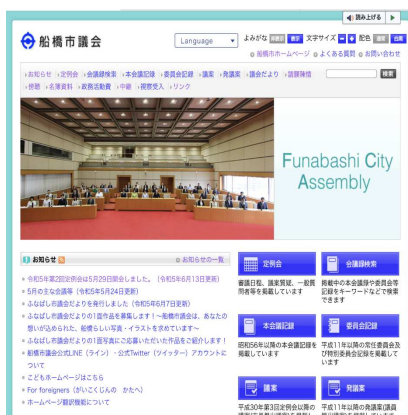 読み上げる
船橋市議会
Language
よみがな 非表示 表示 文字サイズ 配色
船橋市ホームページ よくある質問 お問い合わせ
お知らせ 定例会 会議録検索 本会議記録 委員会記録 議案 発議案 議会だより 請願陳情
検索
傍聴 名簿資料 政務活動費 中継 視察受入 リンク
Funabashi City
Assembly
お知らせ
お知らせの一覧
令和5年第2回定例会は5月29日開会しました。(令和5年6月13日更新)
5月の主な会議等(令和5年5月24日更新)
ふなばし市議会だよりを発行しました(令和5年6月7日更新)
ふなばし市議会だよりの1面作品を募集します!~船橋市議会は、あなたの
想いが込められた、船橋らしい写真・イラストを求めています~
ふなばし市議会だよりの1面写真にご応募いただいた作品をご紹介します!
船橋市議会公式LINE(ライン)・公式Twitter(ツイッター)アカウントに
ついて
こどもホームページはこちら
For foreigners(がいこくじんの かたへ)
ホームページ翻訳機能について
定例会
審議日程、議案質疑、一般質
問者等を掲載しています
会議録検索
掲載中の本会議録や委員会等
記録をキーワードなどで検索
できます
本会議記録
昭和56年以降の本会議記録を
掲載しています
委員会記録
平成11年以降の常任委員会及
び特別委員会記録を掲載して
います
議案
平成30年第3回定例会以降の
発議案
平成11年以降の発議案(議員